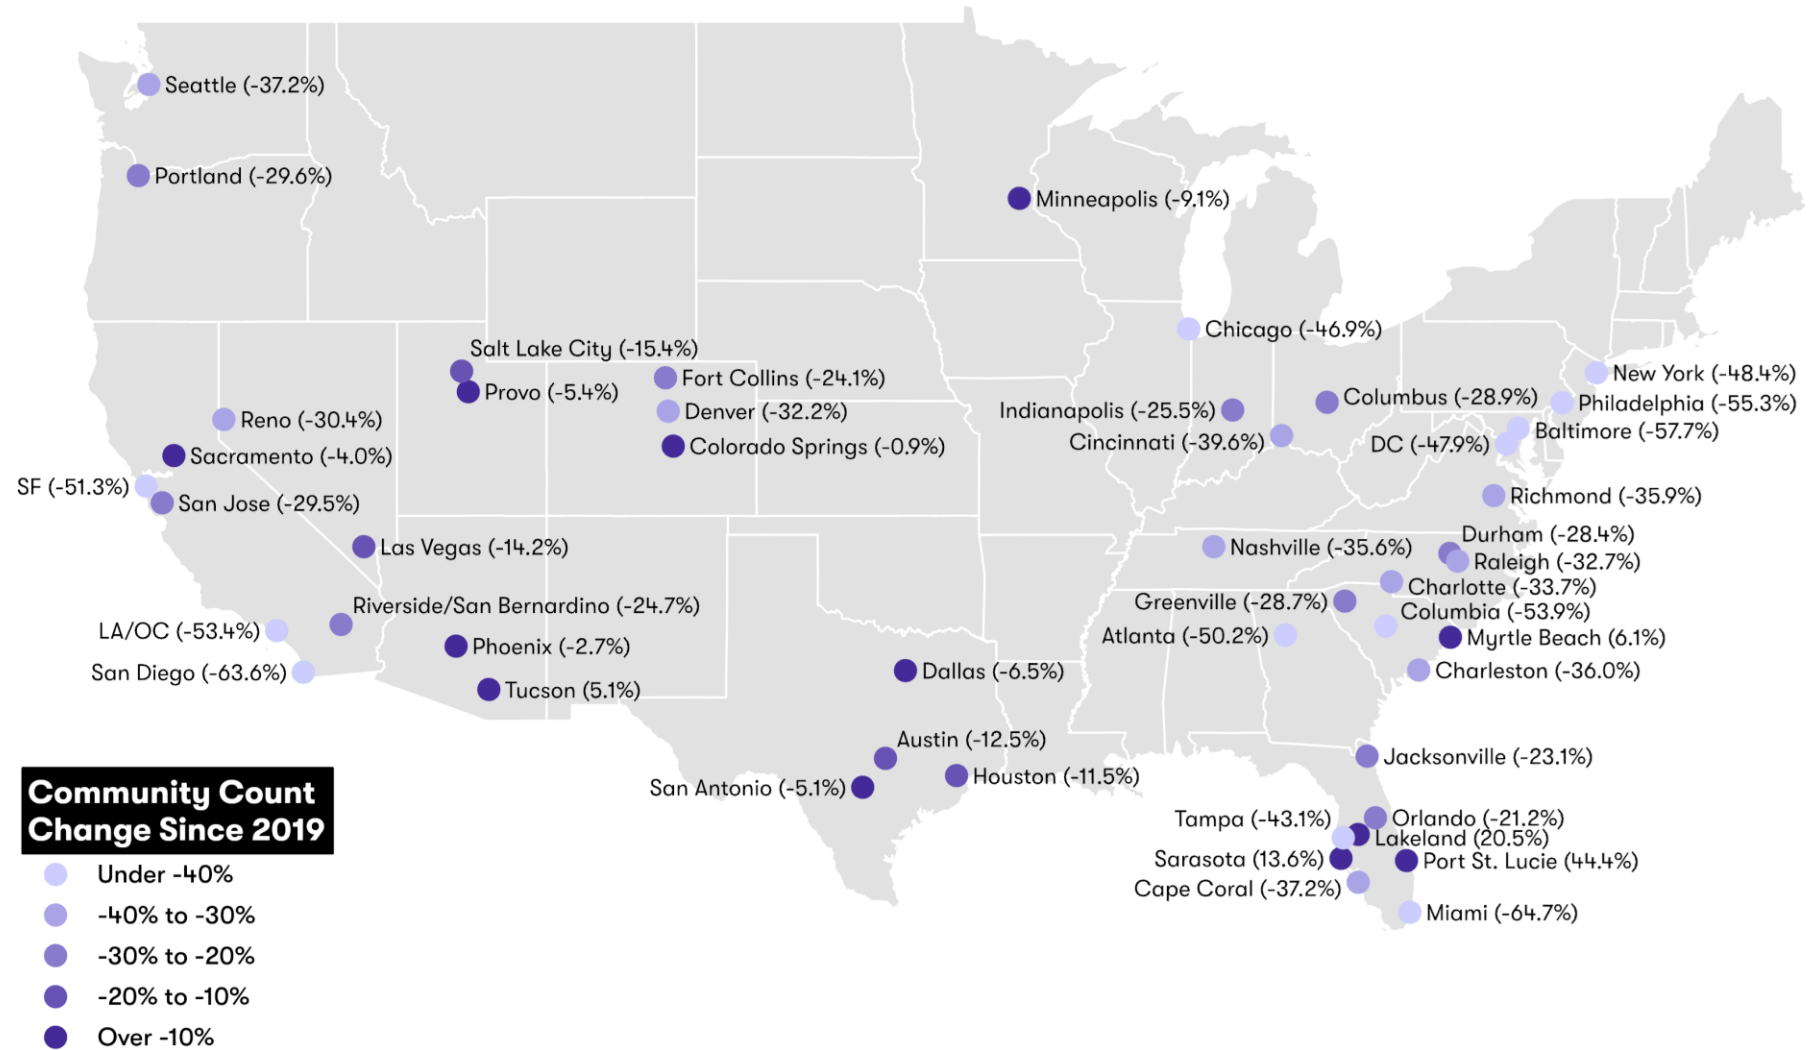 Seattle (-37.2%)
Portland (-29.6%)
Minneapolis (-9.1%)
Chicago (-46.9%)
Salt Lake City (-15.4%)
Provo (-5.4%)
Fort Collins (-24.1%)
Denver (-32.2%)
Colorado Springs (-0.9%)
Reno (-30.4%)
Sacramento (-4.0%)
SF (-51.3%)
San Jose (-29.5%)
Las Vegas (-14.2%)
Riverside/San Bernardino (-24.7%)
LA/OC (-53.4%)
San Diego (-63.6%)
Phoenix (-2.7%)
Tucson (5.1%)
Indianapolis (-25.5%)
Columbus (-28.9%)
Cincinnati (-39.6%)
New York (-48.4%)
Philadelphia (-55.3%)
Baltimore (-57.7%)
DC (-47.9%)
Richmond (-35.9%)
Durham (-28.4%)
Nashville (-35.6%)
Raleigh (-32.7%)
Charlotte (-33.7%)
Greenville (-28.7%)
Columbia (-53.9%)
Atlanta (-50.2%)
Myrtle Beach (6.1%)
Charleston (-36.0%)
Dallas (-6.5%)
Austin (-12.5%)
Houston (-11.5%)
San Antonio (-5.1%)
Jacksonville (-23.1%)
Tampa (-43.1%)
Orlando (-21.2%)
Lakeland (20.5%)
Sarasota (13.6%)
Port St. Lucie (44.4%)
Cape Coral (-37.2%)
Miami (-64.7%)
Community Count
Change Since 2019
Under -40%
-40% to -30%
-30% to -20%
-20% to -10%
Over -10%